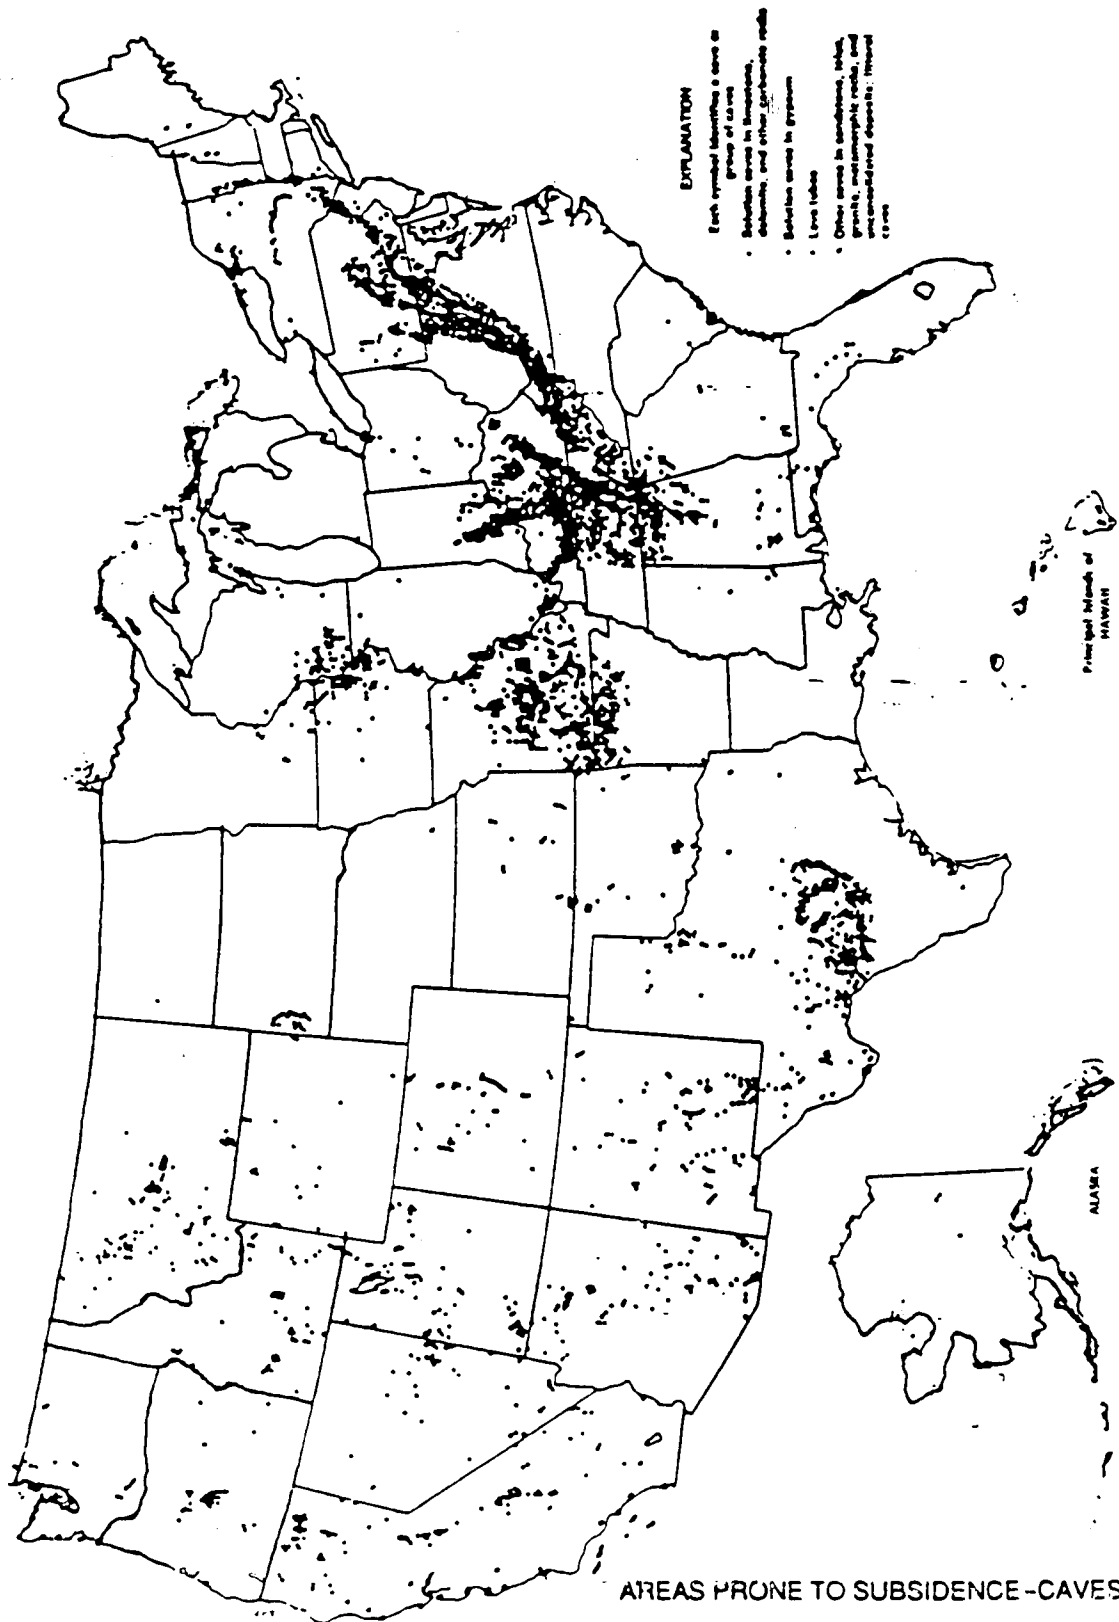 EXPLANATION
Each symbol identifies a cave or
group of caves
• Solution caves in limestone,
dolomite, and other carbonate rocks
• Solution caves in gypsum
• Lava tubes
• Other caves in sandstone, tufa,
granite, metamorphic rocks, and
unconsolidated deposits; littoral
caves
Principal Islands of
HAWAII
ALASKA
AREAS PRONE TO SUBSIDENCE-CAVES